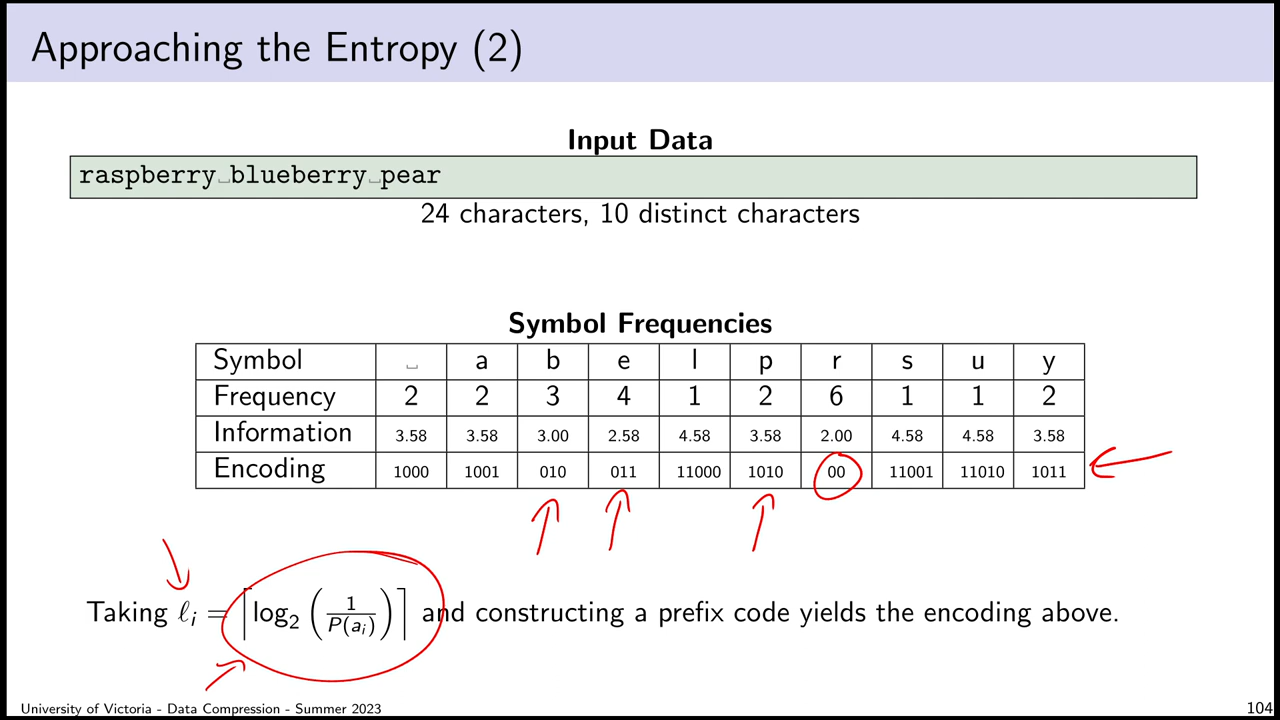 Approaching the Entropy (2)
Input Data
raspberry␣blueberry␣pear
24 characters, 10 distinct characters
Symbol Frequencies
Symbol ␣ a b e l p r s u y
Frequency 2 2 3 4 1 2 6 1 1 2
Information 3.58 3.58 3.00 2.58 4.58 3.58 2.00 4.58 4.58 3.58
Encoding 1000 1001 010 011 11000 1010 00 11001 11010 1011
Taking ℓᵢ = ⌈log₂ (1/P(aᵢ))⌉ and constructing a prefix code yields the encoding above.
University of Victoria - Data Compression - Summer 2023 104